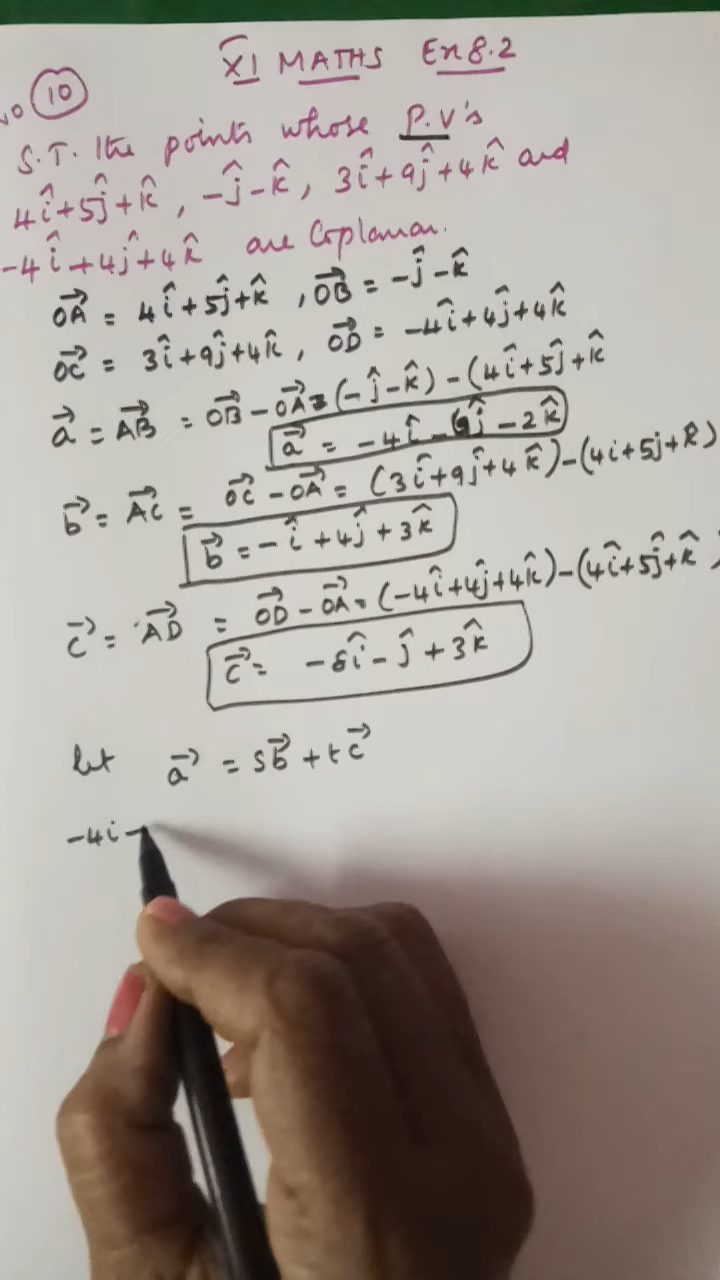 XI MATHS Ex 8.2
10
S.T. the points whose P.V's
4î+5ĵ+k̂, -ĵ-k̂, 3î+9ĵ+4k̂ and
-4î+4ĵ+4k̂ are Coplanar.
OA⃗ = 4î+5ĵ+k̂, OB⃗ = -ĵ-k̂
OC⃗ = 3î+9ĵ+4k̂, OD⃗ = -4î+4ĵ+4k̂
a⃗ = AB⃗ = OB⃗ - OA⃗ = (-ĵ-k̂) - (4î+5ĵ+k̂
a⃗ = -4î - 6ĵ - 2k̂
b⃗ = AC⃗ = OC⃗ - OA⃗ = (3î+9ĵ+4k̂)-(4i+5j+k̂)
b⃗ = -î+4ĵ+3k̂
c⃗ = AD⃗ = OD⃗ - OA⃗ = (-4î+4ĵ+4k̂)-(4î+5ĵ+k̂)
c⃗ = -8î - ĵ + 3k̂
let a⃗ = sb⃗ + tc⃗
-4i -